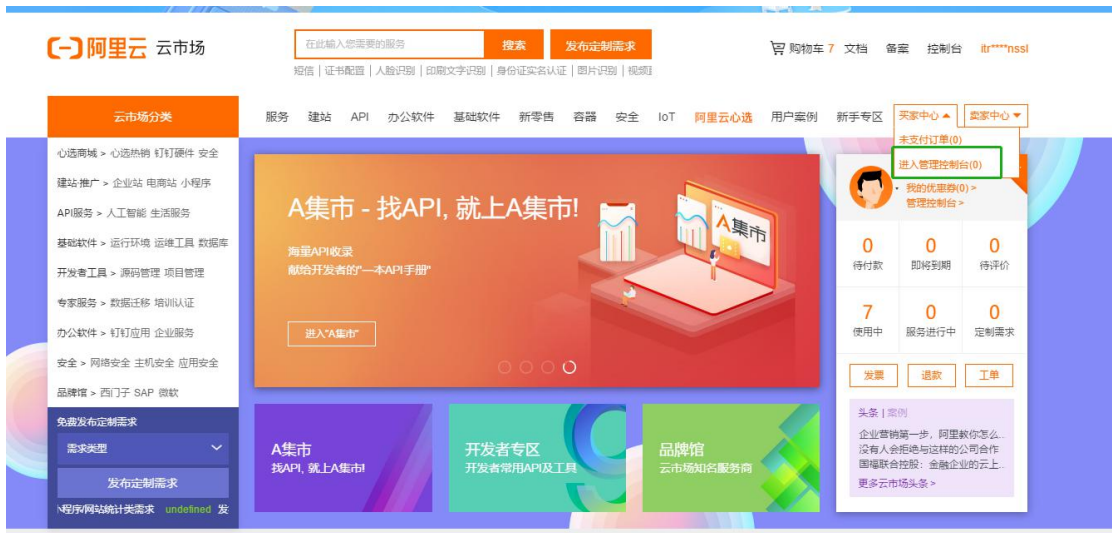 阿里云 云市场
在此输入您需要的服务
搜索
发布定制需求
购物车 7 文档 备案 控制台 itr****nssl
短信 | 证书配置 | 人脸识别 | 印刷文字识别 | 身份证实名认证 | 图片识别 | 视频
云市场分类
服务 建站 API 办公软件 基础软件 新零售 容器 安全 IoT 阿里云心选 用户案例 新手专区 买家中心 卖家中心
未支付订单(0)
进入管理控制台(0)
我的优惠券(0) >
管理控制台 >
心选商城 > 心选热销 钉钉硬件 安全
建站·推广 > 企业站 电商站 小程序
API服务 > 人工智能 生活服务
基础软件 > 运行环境 运维工具 数据库
开发者工具 > 源码管理 项目管理
专家服务 > 数据迁移 培训认证
办公软件 > 钉钉应用 企业服务
安全 > 网络安全 主机安全 应用安全
品牌馆 > 西门子 SAP 微软
免费发布定制需求
需求类型
发布定制需求
程序/网站统计类需求 undefined 发
A集市 - 找API, 就上A集市!
海量API收录
献给开发者的“一本API手册”
进入“A集市”
A集市
0 0 0
待付款 即将到期 待评价
7 0 0
使用中 服务进行中 定制需求
发票 退款 工单
头条 | 案例
企业营销第一步，阿里教你怎么...
没有人会拒绝与这样的公司合作
国福联合控股：金融企业的云上...
更多云市场头条 >
A集市
找API, 就上A集市!
开发者专区
开发者常用API及工具
品牌馆
云市场知名服务商